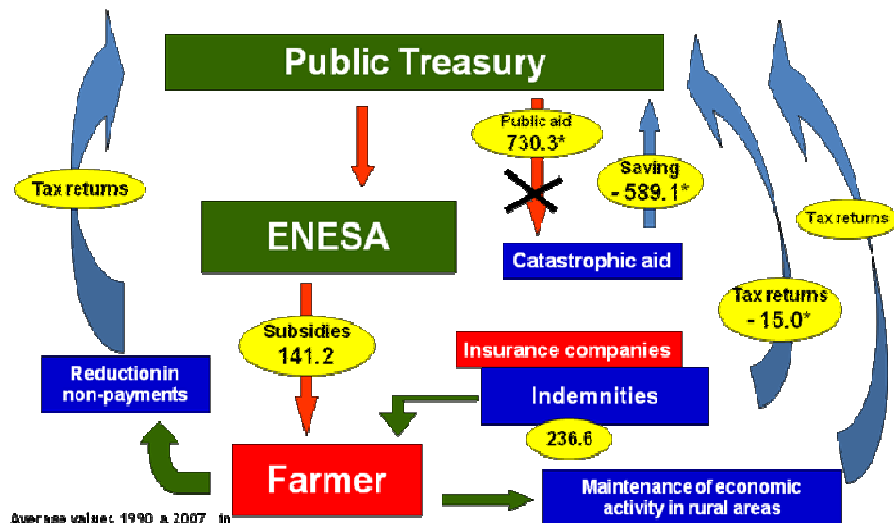 Public Treasury
Public aid
730.3*
Saving
- 589.1*
Tax returns
Tax returns
ENESA
Catastrophic aid
Tax returns
- 15.0*
Subsidies
141.2
Insurance companies
Reductionin
non-payments
Indemnities
236.6
Farmer
Maintenance of economic
activity in rural areas
Average values 1990 a 2007 in